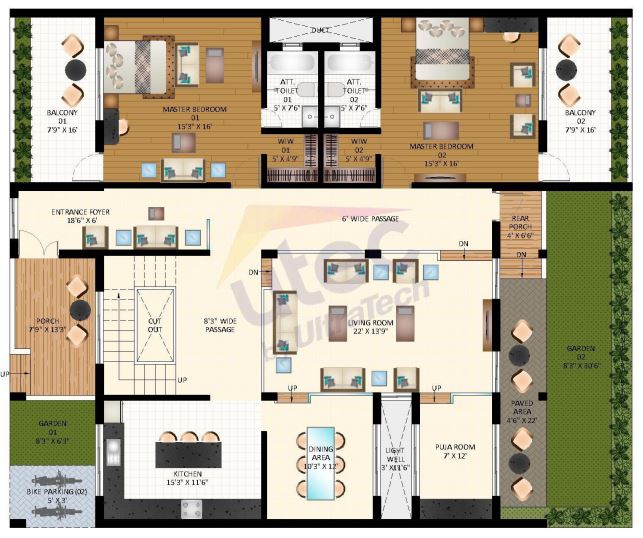 DUCT
ATT.
TOILET
01
5' X 7'6"
ATT.
TOILET
02
5' X 7'6"
BALCONY
01
7'9" X 16'
MASTER BEDROOM
01
15'3" X 16'
BALCONY
02
7'9" X 16'
MASTER BEDROOM
02
15'3" X 16'
WIW
01
5' X 4'9"
WIW
02
5' X 4'9"
ENTRANCE FOYER
18'6" X 6'
6' WIDE PASSAGE
REAR
PORCH
4' X 6'6"
DN
DN
DN
utec
by UltraTech
PORCH
7'9" X 13'3"
CUT
OUT
8'3" WIDE
PASSAGE
LIVING ROOM
22' X 13'9"
GARDEN
02
8'3" X 30'6"
UP
UP
UP
UP
PAVED
AREA
4'6" X 22'
GARDEN
01
8'3" X 6'3"
KITCHEN
15'3" X 11'6"
DINING
AREA
10'3" X 12'
LIGHT
WELL
3' X 11'6"
PUJA ROOM
7' X 12'
BIKE PARKING (02)
5' X 3'